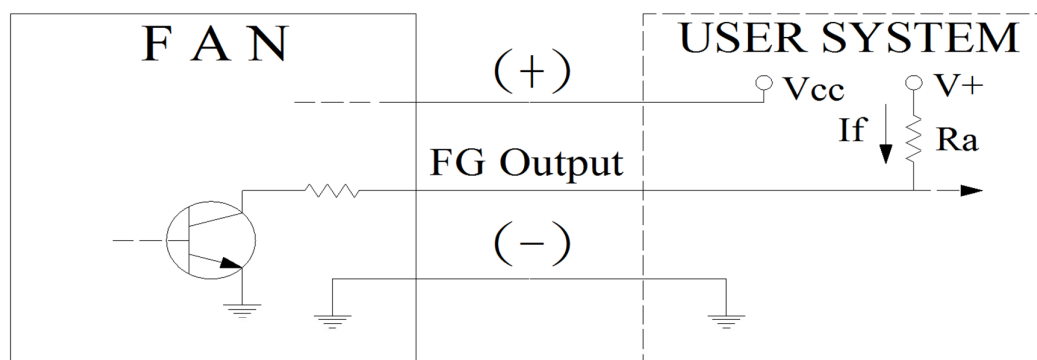 F A N
USER SYSTEM
(+)
Vcc
V+
If
Ra
FG Output
(-)